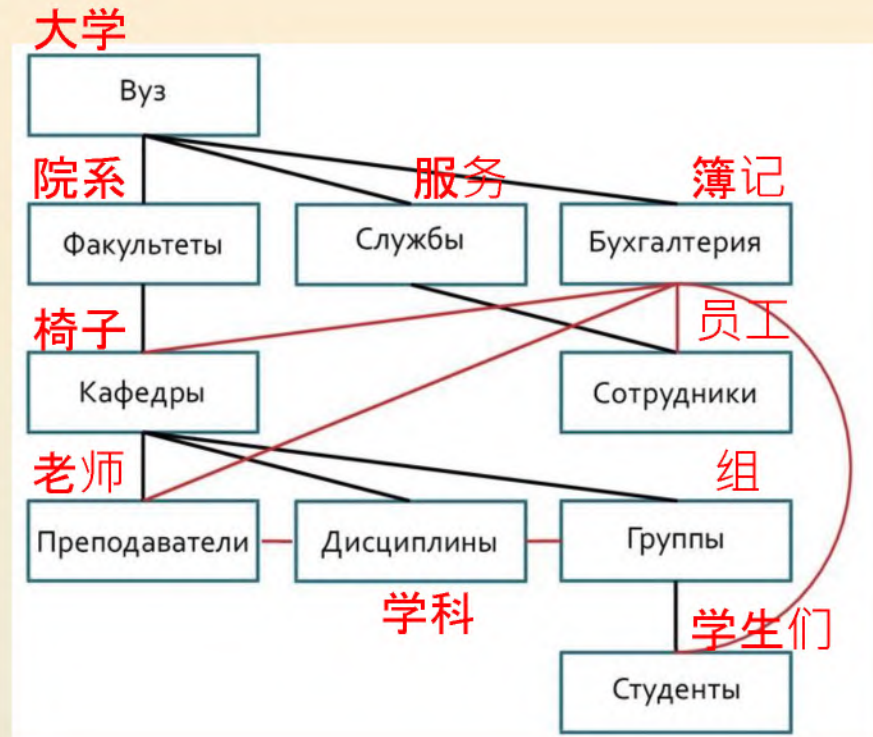 大学
Вуз
院系
服务
簿记
Факультеты
Службы
Бухгалтерия
椅子
员工
Кафедры
Сотрудники
老师
组
Преподаватели
Дисциплины
Группы
学科
学生们
Студенты